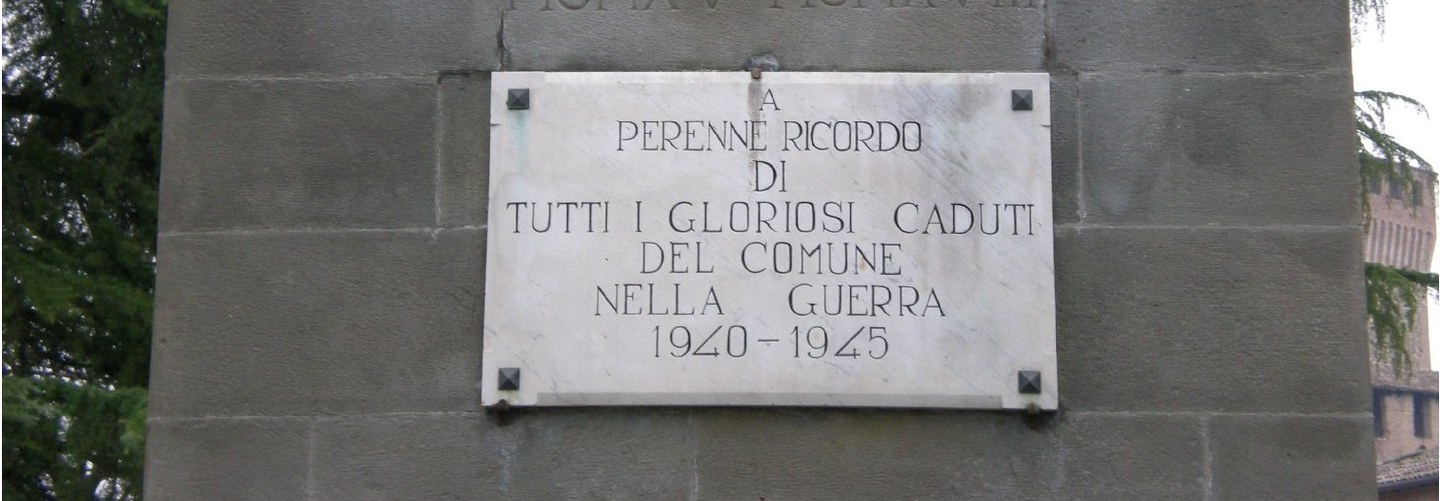 A
PERENNE RICORDO
DI
TUTTI I GLORIOSI CADUTI
DEL COMUNE
NELLA GUERRA
1940-1945